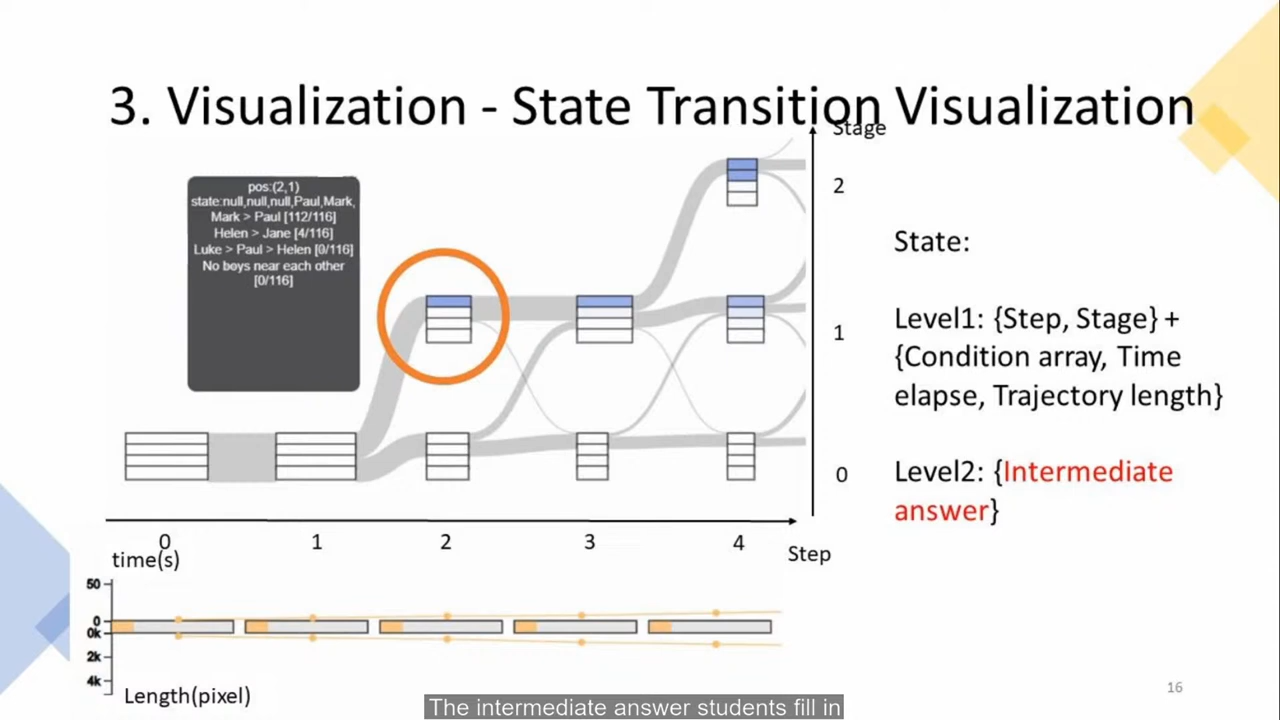 3. Visualization - State Transition Visualization
Stage
pos:(2,1)
state:null,null,null,Paul,Mark,
Mark > Paul [112/116]
Helen > Jane [4/116]
Luke > Paul > Helen [0/116]
No boys near each other
[0/116]
2
1
0
State:
Level1: {Step, Stage} +
{Condition array, Time
elapse, Trajectory length}
Level2: {Intermediate
answer}
0 1 2 3 4
Step
time(s)
50
0
0k
2k
4k
Length(pixel)
16
The intermediate answer students fill in